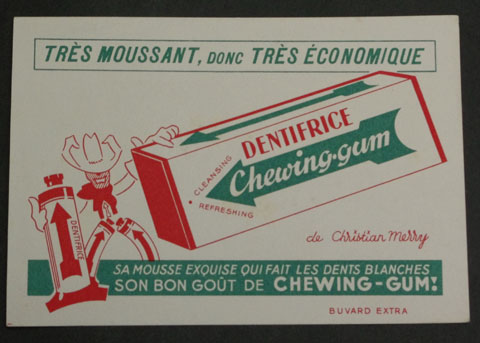 TRÈS MOUSSANT, DONC TRÈS ÉCONOMIQUE
DENTIFRICE
Chewing-gum
CLEANSING
REFRESHING
DENTIFRICE
de Christian Merry
SA MOUSSE EXQUISE QUI FAIT LES DENTS BLANCHES
SON BON GOÛT DE CHEWING-GUM!
BUVARD EXTRA